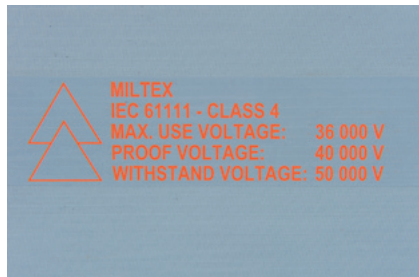 MILTEX
IEC 61111 - CLASS 4
MAX. USE VOLTAGE: 36 000 V
PROOF VOLTAGE: 40 000 V
WITHSTAND VOLTAGE: 50 000 V